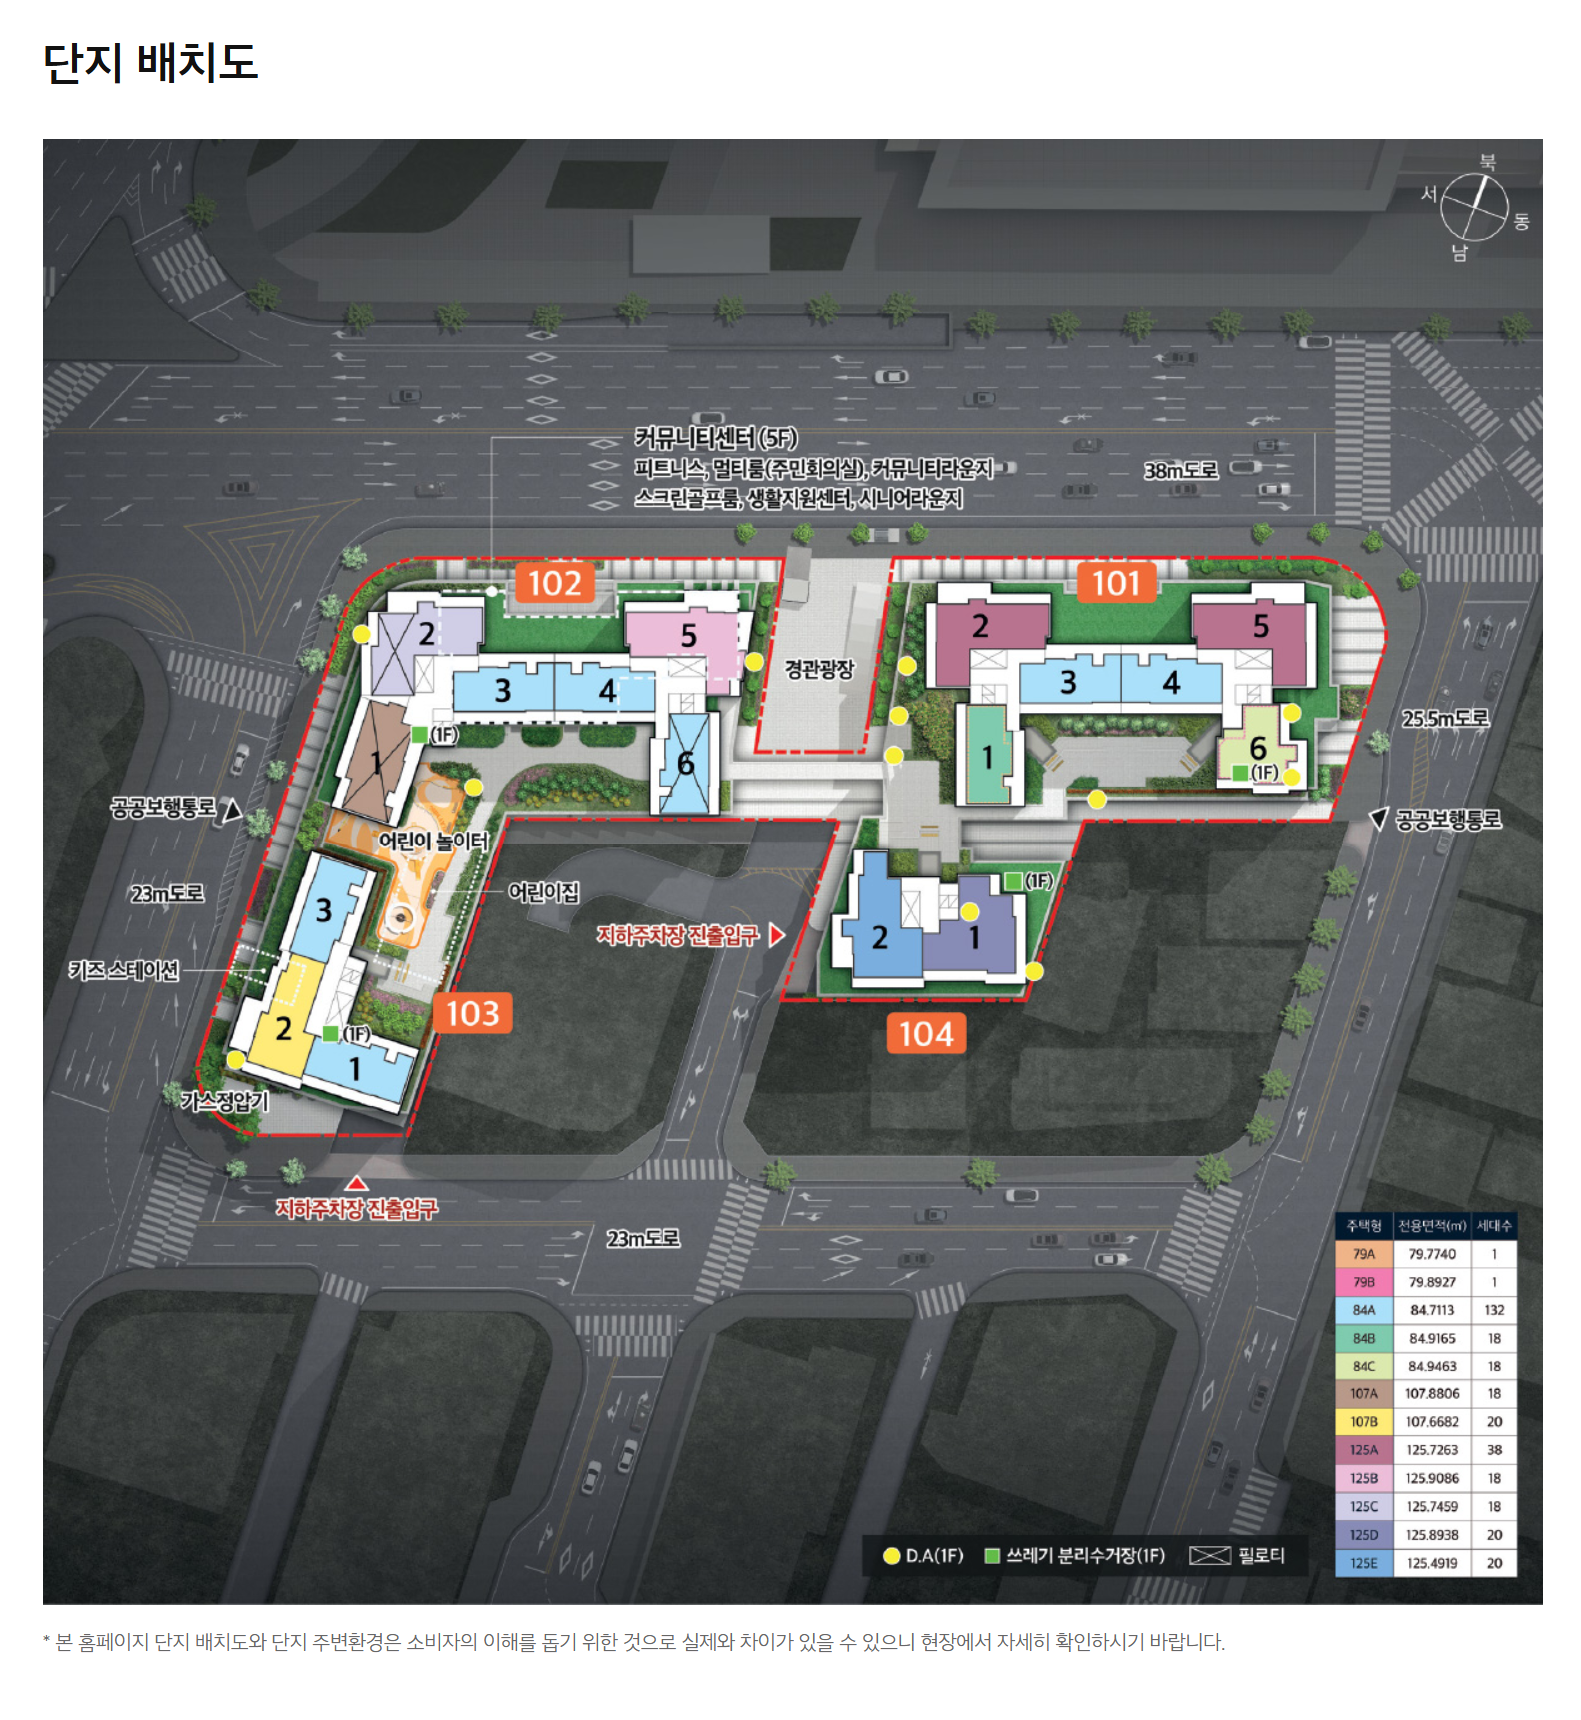 단지 배치도
북
서
동
남
커뮤니티센터 (5F)
피트니스, 멀티룸(주민회의실), 커뮤니티라운지
스크린골프룸, 생활지원센터, 시니어라운지
38m도로
102
101
2
5
3
4
1
6
(1F)
경관광장
2
5
3
4
1
6
(1F)
25.5m도로
공공보행통로
공공보행통로
어린이 놀이터
어린이집
23m도로
3
키즈 스테이션
2
(1F)
1
103
가스정압기
지하주차장 진출입구
(1F)
2
1
104
지하주차장 진출입구
23m도로
주택형 전용면적(㎡) 세대수
79A 79.7740 1
79B 79.8927 1
84A 84.7113 132
84B 84.9165 18
84C 84.9463 18
107A 107.8806 18
107B 107.6682 20
125A 125.7263 38
125B 125.9086 18
125C 125.7459 18
125D 125.8938 20
125E 125.4919 20
D.A(1F) 쓰레기 분리수거장(1F) 필로티
* 본 홈페이지 단지 배치도와 단지 주변환경은 소비자의 이해를 돕기 위한 것으로 실제와 차이가 있을 수 있으니 현장에서 자세히 확인하시기 바랍니다.